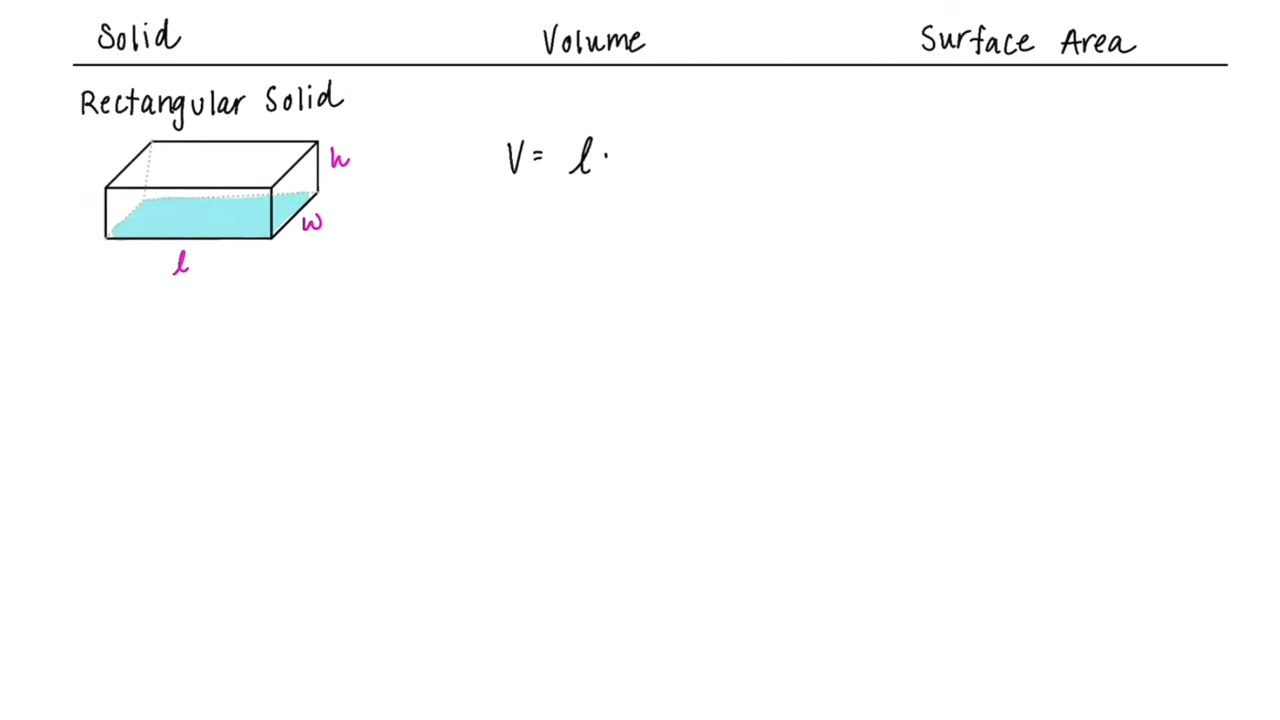 Solid Volume Surface Area
Rectangular Solid
h
V = l ·
w
l